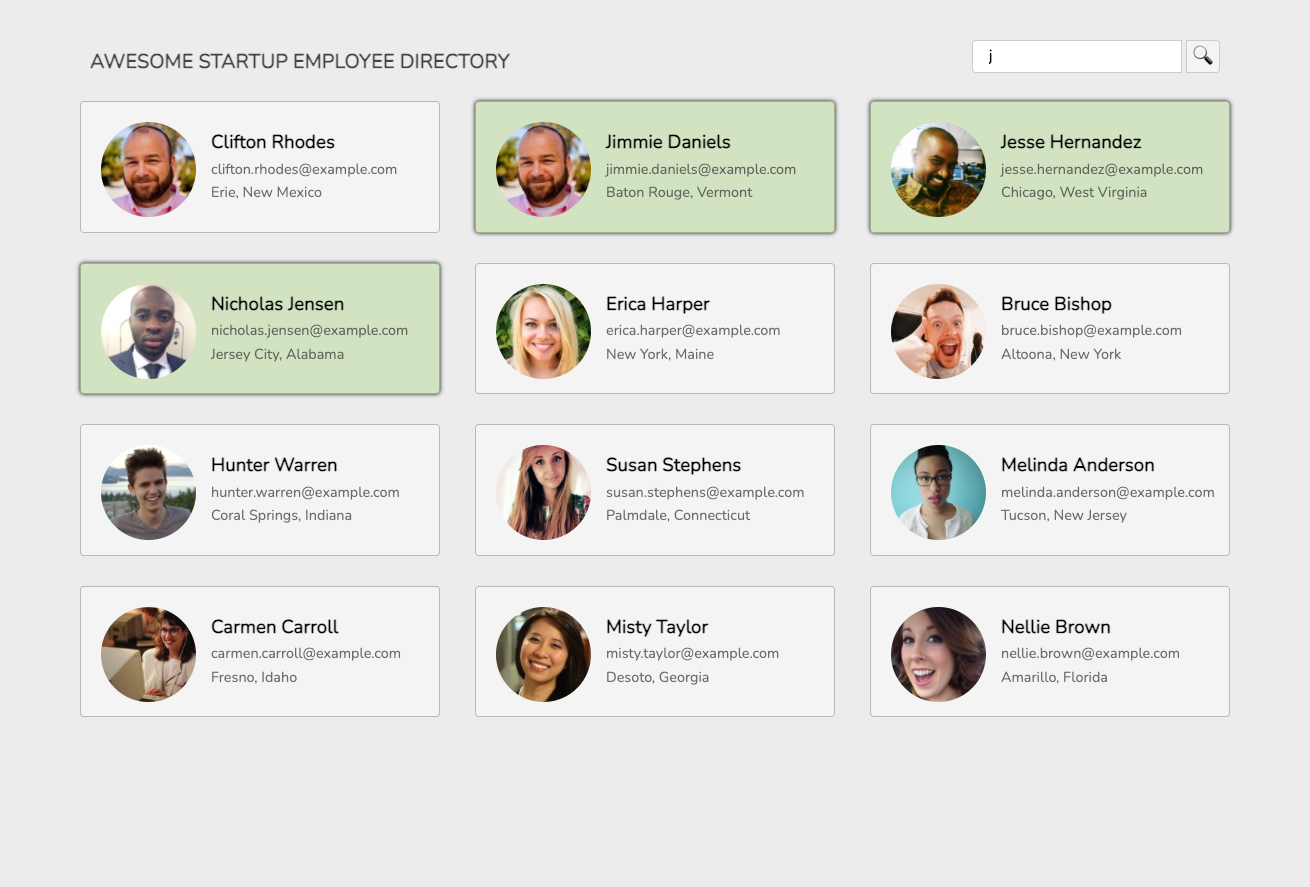 AWESOME STARTUP EMPLOYEE DIRECTORY
j
Clifton Rhodes
clifton.rhodes@example.com
Erie, New Mexico
Jimmie Daniels
jimmie.daniels@example.com
Baton Rouge, Vermont
Jesse Hernandez
jesse.hernandez@example.com
Chicago, West Virginia
Nicholas Jensen
nicholas.jensen@example.com
Jersey City, Alabama
Erica Harper
erica.harper@example.com
New York, Maine
Bruce Bishop
bruce.bishop@example.com
Altoona, New York
Hunter Warren
hunter.warren@example.com
Coral Springs, Indiana
Susan Stephens
susan.stephens@example.com
Palmdale, Connecticut
Melinda Anderson
melinda.anderson@example.com
Tucson, New Jersey
Carmen Carroll
carmen.carroll@example.com
Fresno, Idaho
Misty Taylor
misty.taylor@example.com
Desoto, Georgia
Nellie Brown
nellie.brown@example.com
Amarillo, Florida